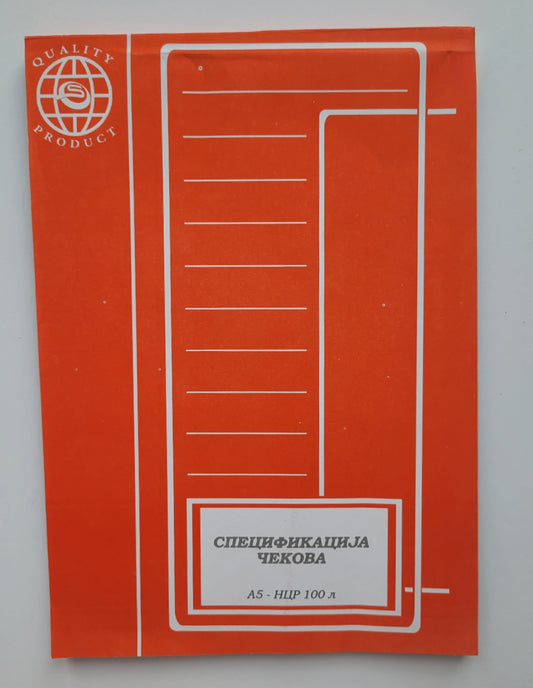 QUALITY
PRODUCT
СПЕЦИФИКАЦИЈА
ЧЕКОВА
А5 - НЦР 100 л